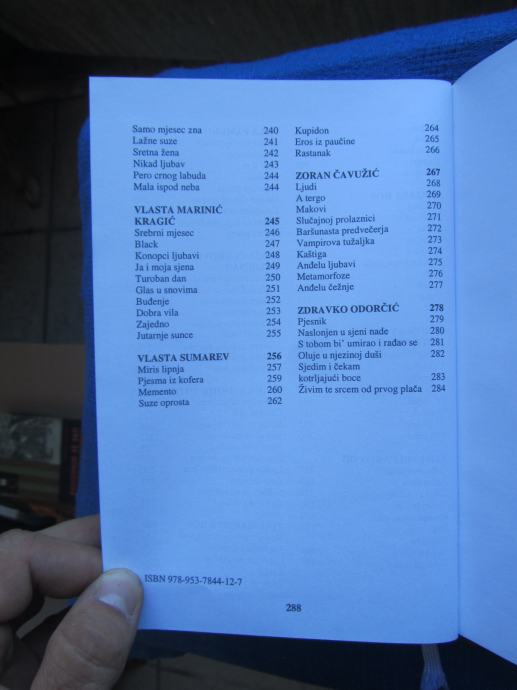 Samo mjesec zna 240
Lažne suze 241
Sretna žena 242
Nikad ljubav 243
Pero crnog labuda 244
Mala ispod neba 244
VLASTA MARINIĆ
KRAGIĆ 245
Srebrni mjesec 246
Black 247
Konopci ljubavi 248
Ja i moja sjena 249
Turoban dan 250
Glas u snovima 251
Buđenje 252
Dobra vila 253
Zajedno 254
Jutarnje sunce 255
VLASTA SUMAREV 256
Miris lipnja 257
Pjesma iz kofera 259
Memento 260
Suze oprosta 262
Kupidon 264
Eros iz paučine 265
Rastanak 266
ZORAN ČAVUŽIĆ 267
Ljudi 268
A tergo 269
Makovi 270
Slučajnoj prolaznici 271
Baršunasta predvečerja 272
Vampirova tužaljka 273
Kaštiga 274
Anđelu ljubavi 275
Metamorfoze 276
Anđelu čežnje 277
ZDRAVKO ODORČIĆ 278
Pjesnik 279
Naslonjen u sjeni nade 280
S tobom bi' umirao i rađao se 281
Oluje u njezinoj duši 282
Sjedim i čekam
kotrljajući boce 283
Živim te srcem od prvog plača 284
ISBN 978-953-7844-12-7
288